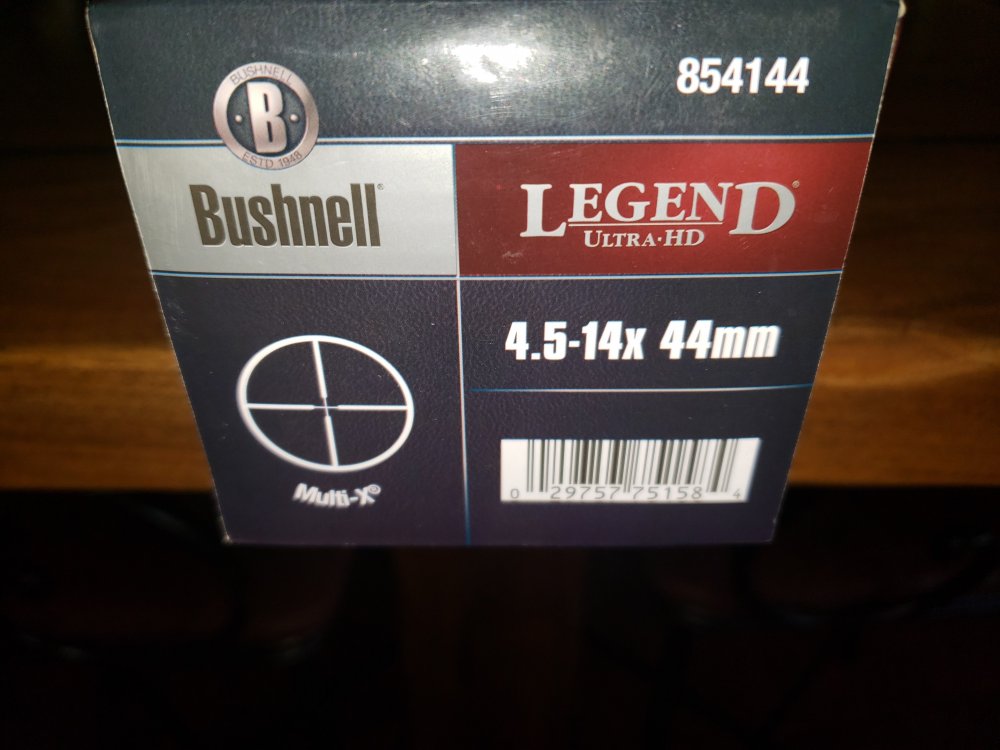 854144
BUSHNELL
B
ESTD 1948
Bushnell®
LEGEND®
ULTRA·HD
4.5-14x 44mm
Multi-X®
0 29757 75158 4